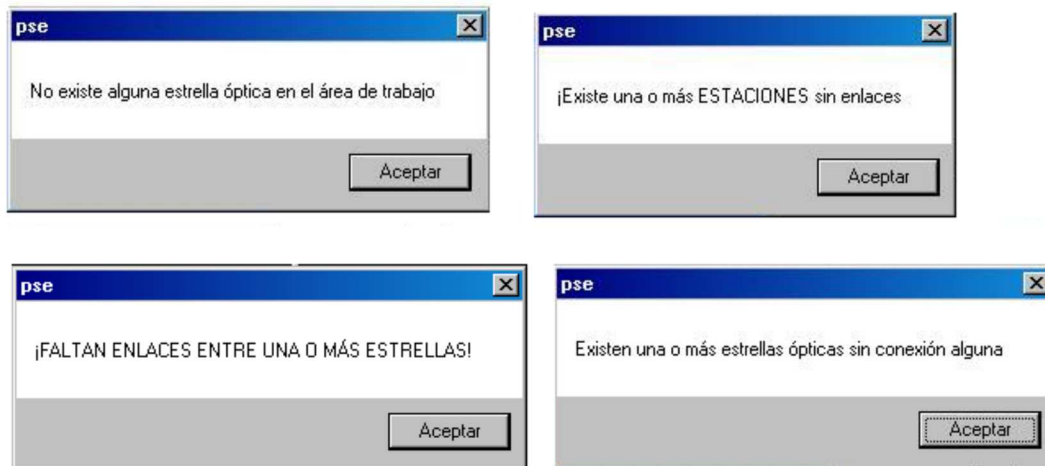 pse
No existe alguna estrella óptica en el área de trabajo
Aceptar
pse
¡Existe una o más ESTACIONES sin enlaces
Aceptar
pse
¡FALTAN ENLACES ENTRE UNA O MÁS ESTRELLAS!
Aceptar
pse
Existen una o más estrellas ópticas sin conexión alguna
Aceptar